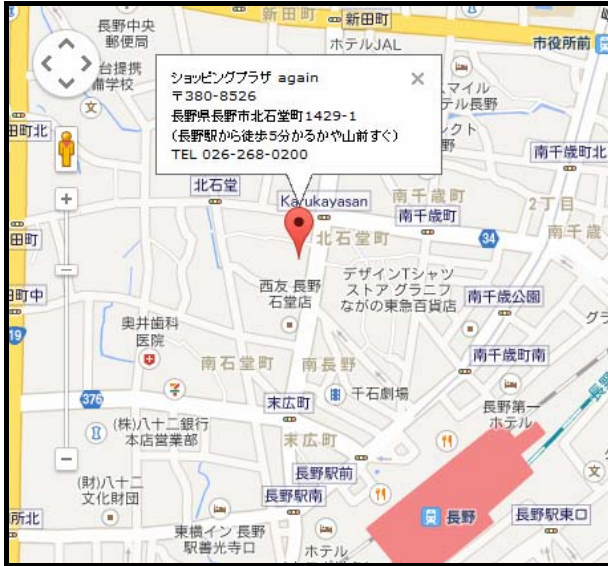 長野中央
郵便局
新田町
新田町
ホテルJAL
市役所前
台提携
備学校
ショッピングプラザ again
〒380-8526
長野県長野市北石堂町1429-1
(長野駅から徒歩5分かるかや山前すぐ)
TEL 026-268-0200
スマイル
テル長野
クト
野
田町北
南千歳町北
北石堂
Karukayasan
南千歳町
南千歳町
2丁目
南千歳
北石堂町
34
田町
西友 長野
石堂店
デザインTシャツ
ストア グラニフ
ながの東急百貨店
南千歳公園
町中
19
奥井歯科
医院
グラ
南石堂町
南長野
南千歳町南
376
末広町
千石劇場
長野第一
ホテル
長野
(株)八十二銀行
本店営業部
末広町
長野駅前
(財)八十二
文化財団
長野駅南
長野
長野駅東口
所北
東横イン 長野
駅善光寺口
ホテル